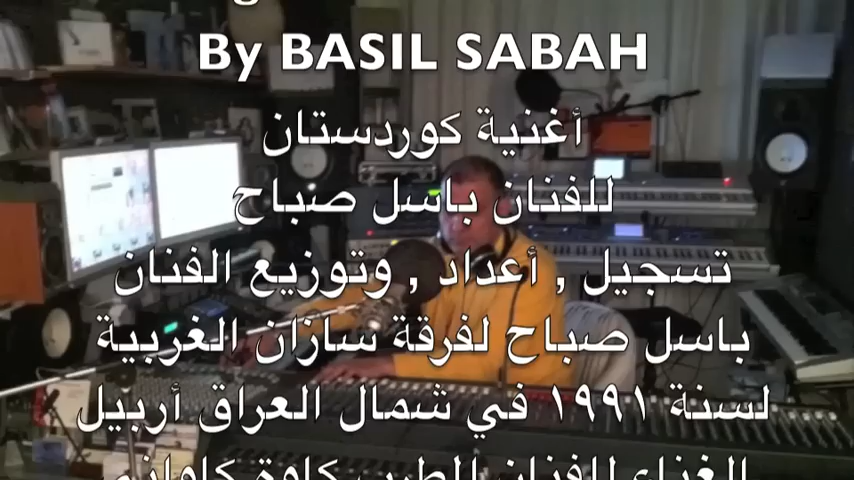 By BASIL SABAH
أغنية كوردستان
للفنان باسل صباح
تسجيل , أعداد , وتوزيع الفنان
باسل صباح لفرقة سازان الغربية
لسنة ١٩٩١ في شمال العراق أربيل